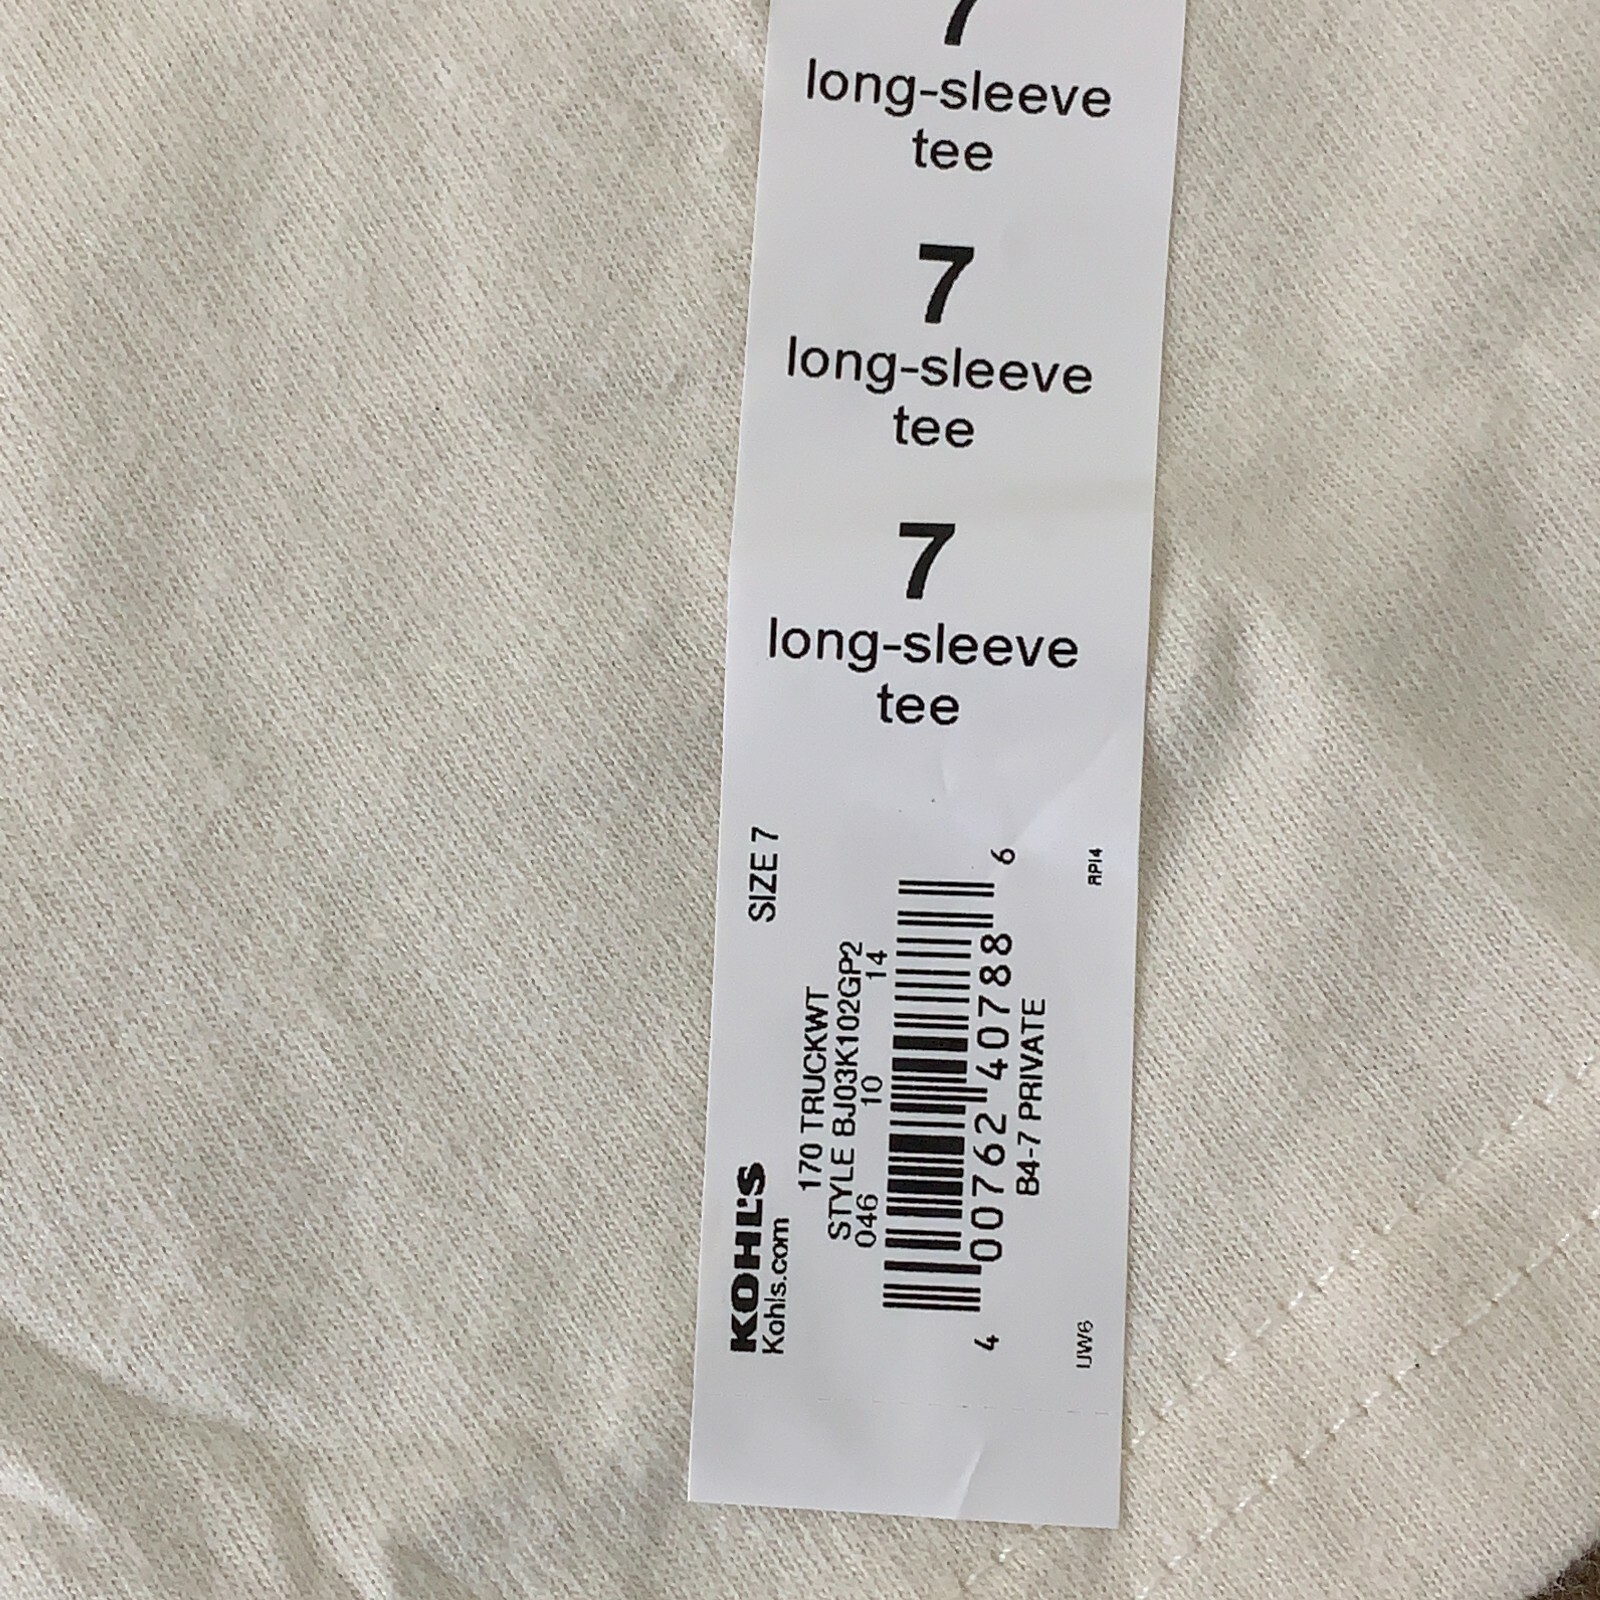 7
long-sleeve
tee
7
long-sleeve
tee
7
long-sleeve
tee
KOHL'S SIZE 7
Kohls.com
170 TRUCKWT
STYLE BJ03K102GP2
046 10 14
4 00762 40788 6
B4-7 PRIVATE
IJW6 RPI4